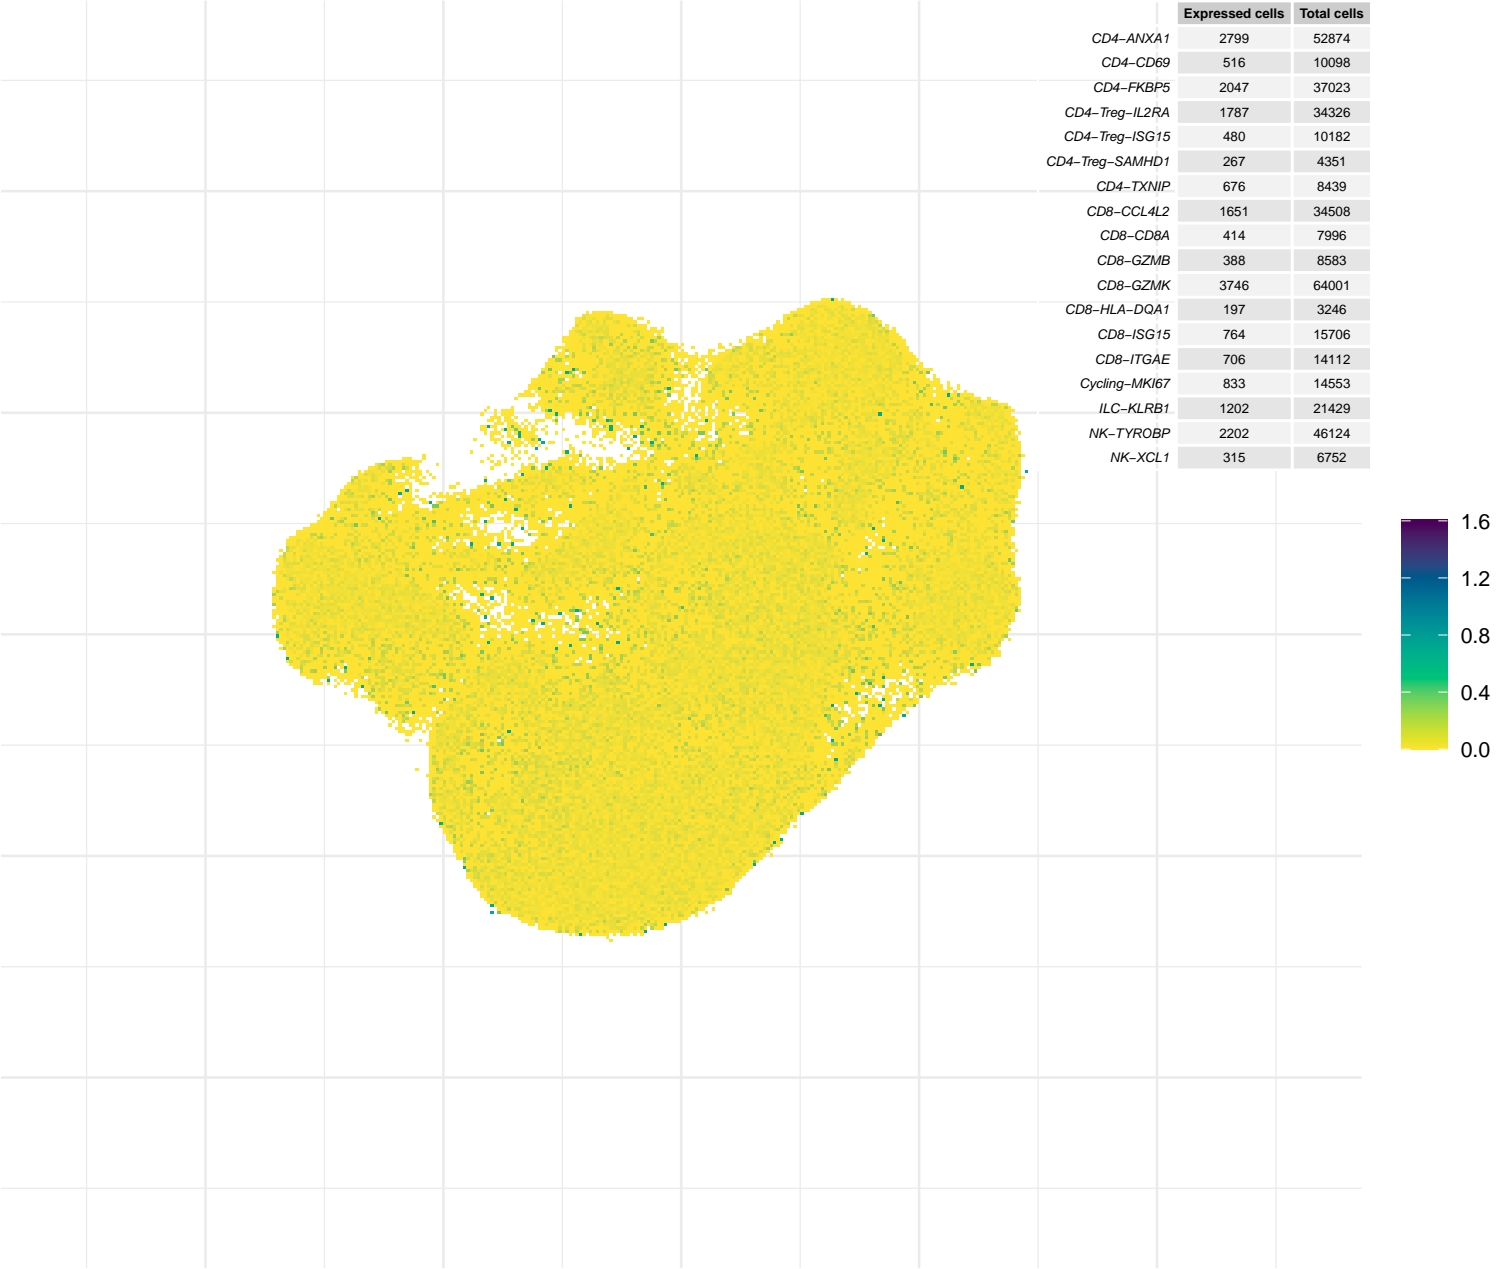 Expressed cells Total cells
CD4−ANXA1 2799 52874
CD4−CD69 516 10098
CD4−FKBP5 2047 37023
CD4−Treg−IL2RA 1787 34326
CD4−Treg−ISG15 480 10182
CD4−Treg−SAMHD1 267 4351
CD4−TXNIP 676 8439
CD8−CCL4L2 1651 34508
CD8−CD8A 414 7996
CD8−GZMB 388 8583
CD8−GZMK 3746 64001
CD8−HLA−DQA1 197 3246
CD8−ISG15 764 15706
CD8−ITGAE 706 14112
Cycling−MKI67 833 14553
ILC−KLRB1 1202 21429
NK−TYROBP 2202 46124
NK−XCL1 315 6752
1.6
1.2
0.8
0.4
0.0